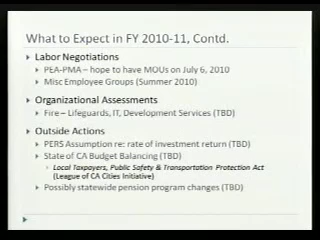 What to Expect in FY 2010-11, Contd.
Labor Negotiations
PEA-PMA – hope to have MOUs on July 6, 2010
Misc Employee Groups (Summer 2010)
Organizational Assessments
Fire – Lifeguards, IT, Development Services (TBD)
Outside Actions
PERS Assumption re: rate of investment return (TBD)
State of CA Budget Balancing (TBD)
Local Taxpayers, Public Safety & Transportation Protection Act
(League of CA Cities Initiative)
Possibly statewide pension program changes (TBD)